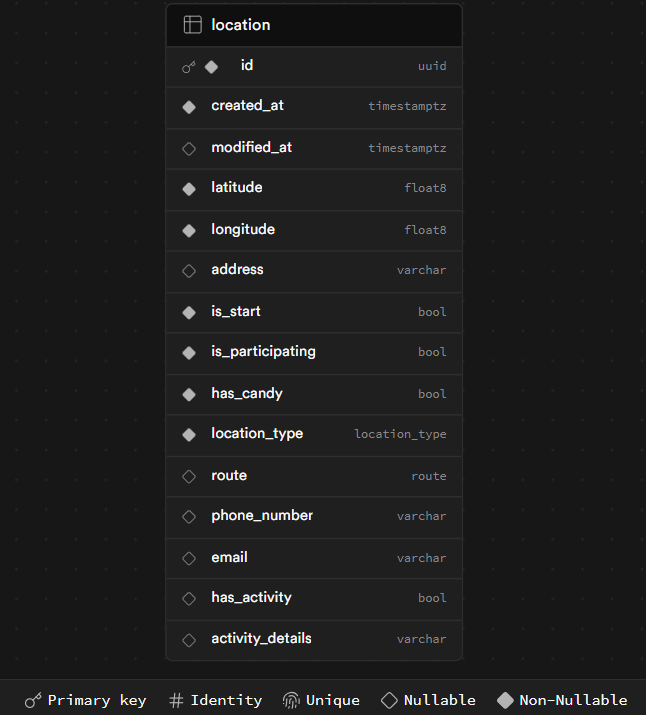 location
id uuid
created_at timestamptz
modified_at timestamptz
latitude float8
longitude float8
address varchar
is_start bool
is_participating bool
has_candy bool
location_type location_type
route route
phone_number varchar
email varchar
has_activity bool
activity_details varchar
Primary key Identity Unique Nullable Non-Nullable